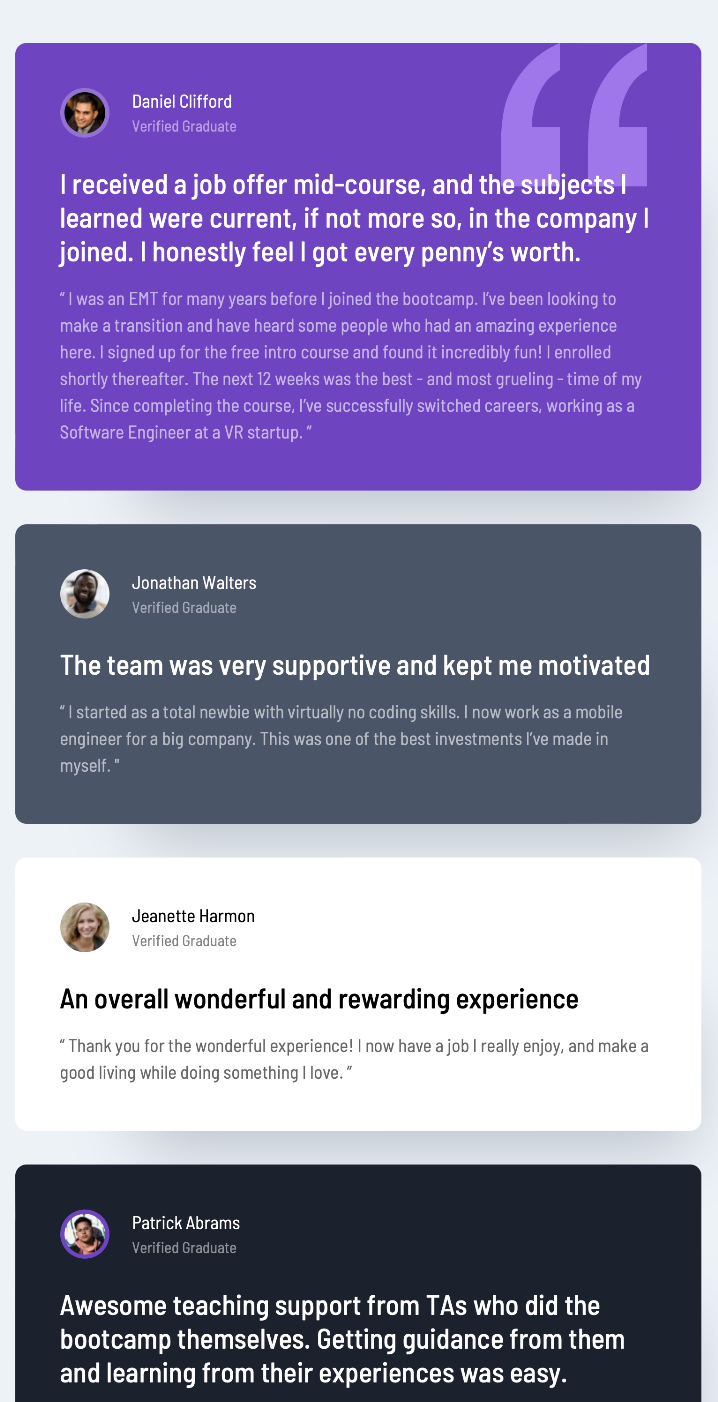 Daniel Clifford
Verified Graduate
I received a job offer mid-course, and the subjects I
learned were current, if not more so, in the company I
joined. I honestly feel I got every penny’s worth.
“ I was an EMT for many years before I joined the bootcamp. I’ve been looking to
make a transition and have heard some people who had an amazing experience
here. I signed up for the free intro course and found it incredibly fun! I enrolled
shortly thereafter. The next 12 weeks was the best - and most grueling - time of my
life. Since completing the course, I’ve successfully switched careers, working as a
Software Engineer at a VR startup. ”
Jonathan Walters
Verified Graduate
The team was very supportive and kept me motivated
“ I started as a total newbie with virtually no coding skills. I now work as a mobile
engineer for a big company. This was one of the best investments I’ve made in
myself. "
Jeanette Harmon
Verified Graduate
An overall wonderful and rewarding experience
“ Thank you for the wonderful experience! I now have a job I really enjoy, and make a
good living while doing something I love. ”
Patrick Abrams
Verified Graduate
Awesome teaching support from TAs who did the
bootcamp themselves. Getting guidance from them
and learning from their experiences was easy.